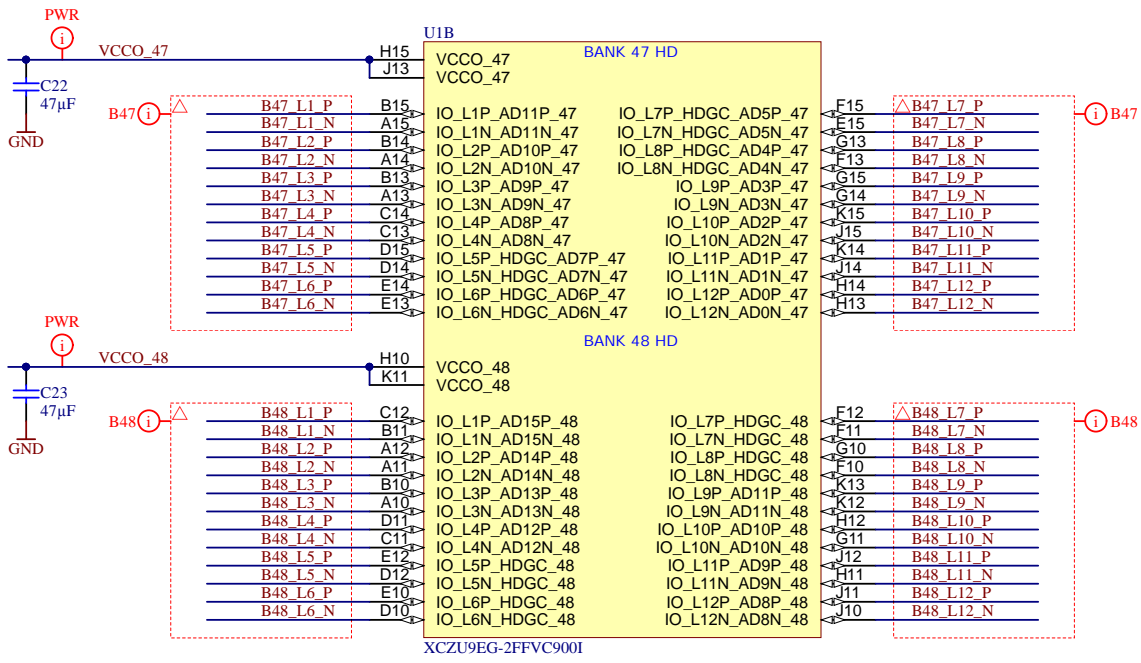 PWR
VCCO_47
C22
47µF
GND
U1B
BANK 47 HD
H15 VCCO_47
J13 VCCO_47
B47
B47_L1_P B15 IO_L1P_AD11P_47 IO_L7P_HDGC_AD5P_47 F15 B47_L7_P
B47_L1_N A15 IO_L1N_AD11N_47 IO_L7N_HDGC_AD5N_47 E15 B47_L7_N
B47_L2_P B14 IO_L2P_AD10P_47 IO_L8P_HDGC_AD4P_47 G13 B47_L8_P
B47_L2_N A14 IO_L2N_AD10N_47 IO_L8N_HDGC_AD4N_47 F13 B47_L8_N
B47_L3_P B13 IO_L3P_AD9P_47 IO_L9P_AD3P_47 G15 B47_L9_P
B47_L3_N A13 IO_L3N_AD9N_47 IO_L9N_AD3N_47 G14 B47_L9_N
B47_L4_P C14 IO_L4P_AD8P_47 IO_L10P_AD2P_47 K15 B47_L10_P
B47_L4_N C13 IO_L4N_AD8N_47 IO_L10N_AD2N_47 J15 B47_L10_N
B47_L5_P D15 IO_L5P_HDGC_AD7P_47 IO_L11P_AD1P_47 K14 B47_L11_P
B47_L5_N D14 IO_L5N_HDGC_AD7N_47 IO_L11N_AD1N_47 J14 B47_L11_N
B47_L6_P E14 IO_L6P_HDGC_AD6P_47 IO_L12P_AD0P_47 H14 B47_L12_P
B47_L6_N E13 IO_L6N_HDGC_AD6N_47 IO_L12N_AD0N_47 H13 B47_L12_N
B47
PWR
VCCO_48
C23
47µF
GND
BANK 48 HD
H10 VCCO_48
K11 VCCO_48
B48
B48_L1_P C12 IO_L1P_AD15P_48 IO_L7P_HDGC_48 F12 B48_L7_P
B48_L1_N B11 IO_L1N_AD15N_48 IO_L7N_HDGC_48 F11 B48_L7_N
B48_L2_P A12 IO_L2P_AD14P_48 IO_L8P_HDGC_48 G10 B48_L8_P
B48_L2_N A11 IO_L2N_AD14N_48 IO_L8N_HDGC_48 F10 B48_L8_N
B48_L3_P B10 IO_L3P_AD13P_48 IO_L9P_AD11P_48 K13 B48_L9_P
B48_L3_N A10 IO_L3N_AD13N_48 IO_L9N_AD11N_48 K12 B48_L9_N
B48_L4_P D11 IO_L4P_AD12P_48 IO_L10P_AD10P_48 H12 B48_L10_P
B48_L4_N C11 IO_L4N_AD12N_48 IO_L10N_AD10N_48 G11 B48_L10_N
B48_L5_P E12 IO_L5P_HDGC_48 IO_L11P_AD9P_48 J12 B48_L11_P
B48_L5_N D12 IO_L5N_HDGC_48 IO_L11N_AD9N_48 H11 B48_L11_N
B48_L6_P E10 IO_L6P_HDGC_48 IO_L12P_AD8P_48 J11 B48_L12_P
B48_L6_N D10 IO_L6N_HDGC_48 IO_L12N_AD8N_48 J10 B48_L12_N
B48
XCZU9EG-2FFVC900I